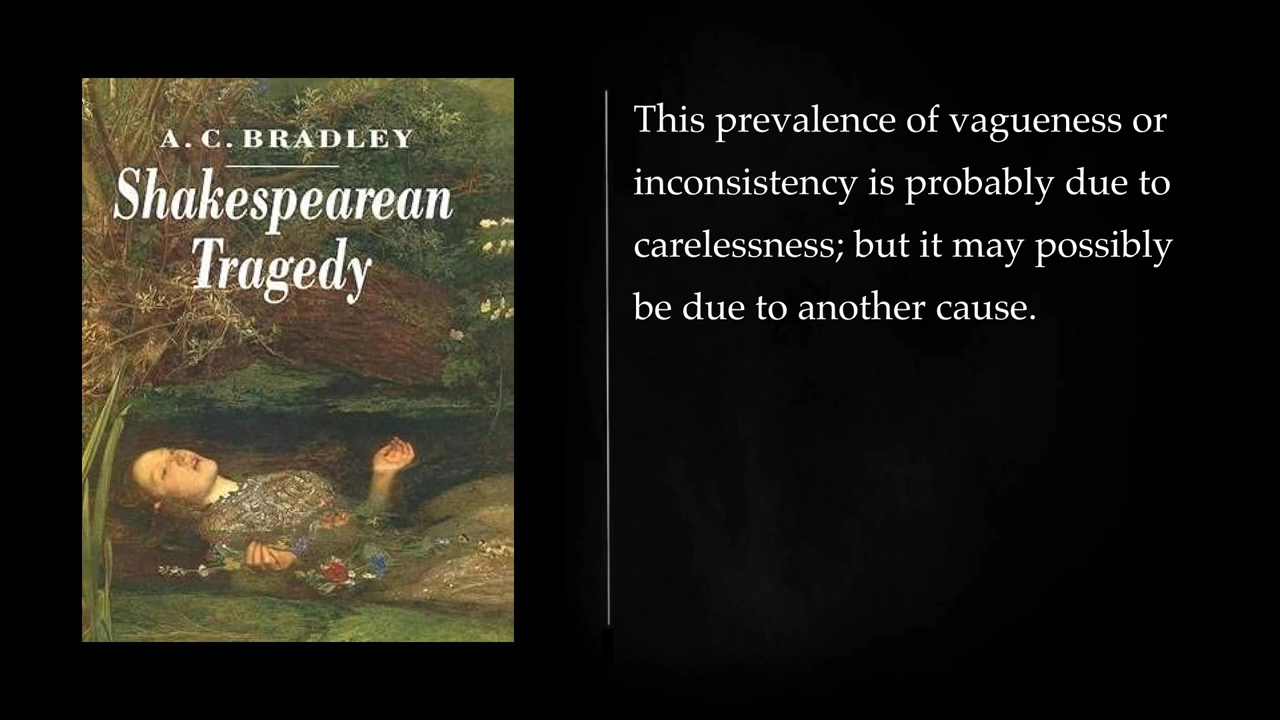 A. C. BRADLEY
Shakespearean
Tragedy
This prevalence of vagueness or
inconsistency is probably due to
carelessness; but it may possibly
be due to another cause.